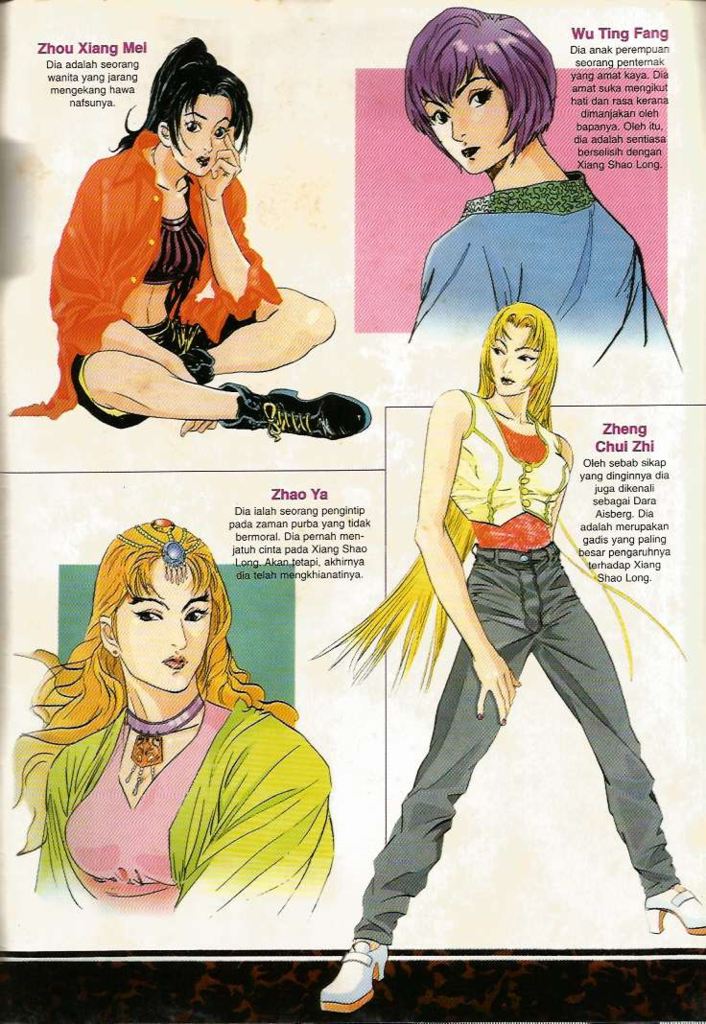 Zhou Xiang Mei
Dia adalah seorang
wanita yang jarang
mengekang hawa
nafsunya.
Wu Ting Fang
Dia anak perempuan
seorang penternak
yang amat kaya. Dia
amat suka mengikut
hati dan rasa kerana
dimanjakan oleh
bapanya. Oleh itu,
dia adalah sentiasa
berselisih dengan
Xiang Shao Long.
Zheng
Chui Zhi
Oleh sebab sikap
yang dinginnya dia
juga dikenali
sebagai Dara
Aisberg. Dia
adalah merupakan
gadis yang paling
besar pengaruhnya
terhadap Xiang
Shao Long.
Zhao Ya
Dia ialah seorang pengintip
pada zaman purba yang tidak
bermoral. Dia pernah men-
jatuh cinta pada Xiang Shao
Long. Akan tetapi, akhirnya
dia telah mengkhianatinya.